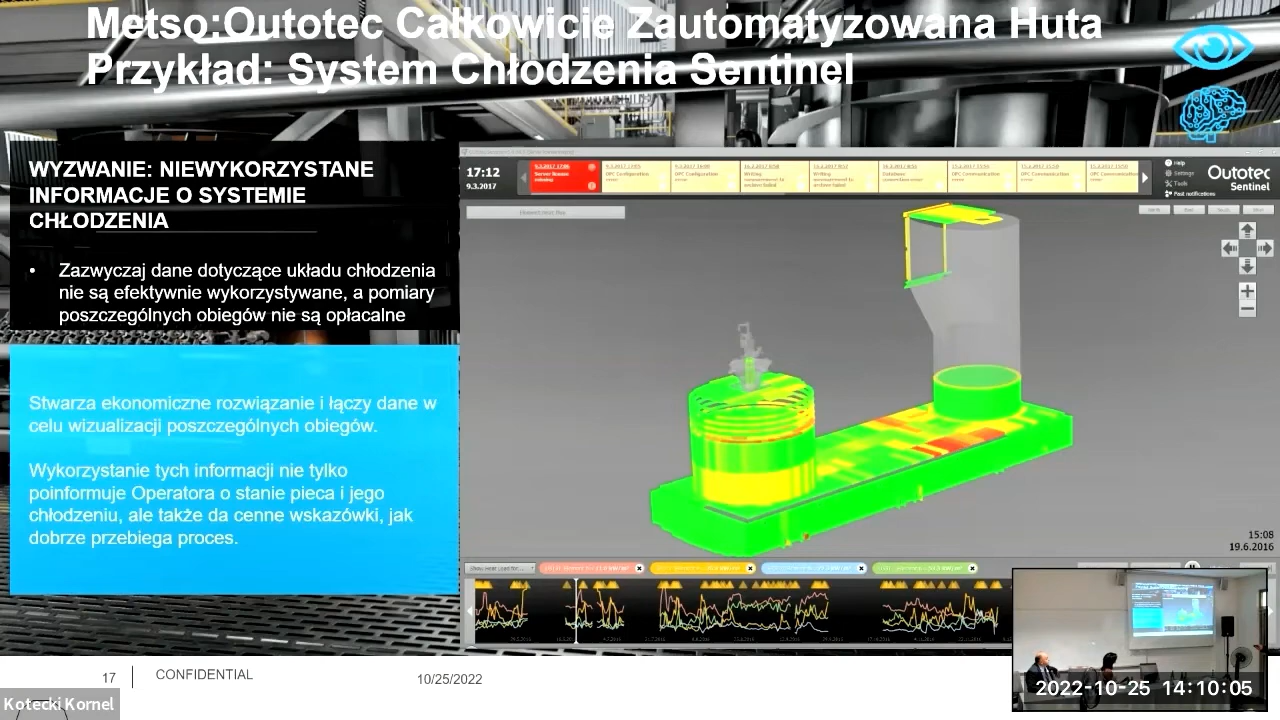 Metso:Outotec Całkowicie Zautomatyzowana Huta
Przykład: System Chłodzenia Sentinel
WYZWANIE: NIEWYKORZYSTANE
INFORMACJE O SYSTEMIE
CHŁODZENIA
• Zazwyczaj dane dotyczące układu chłodzenia
nie są efektywnie wykorzystywane, a pomiary
poszczególnych obiegów nie są opłacalne
Stwarza ekonomiczne rozwiązanie i łączy dane w
celu wizualizacji poszczególnych obiegów.
Wykorzystanie tych informacji nie tylko
poinformuje Operatora o stanie pieca i jego
chłodzeniu, ale także da cenne wskazówki, jak
dobrze przebiega proces.
17:12
9.3.2017
Help
Settings
Tools
Past notifications
Outotec
Sentinel
15:08
19.6.2016
17
CONFIDENTIAL
10/25/2022
Kotecki Kornel
2022-10-25 14:10:05